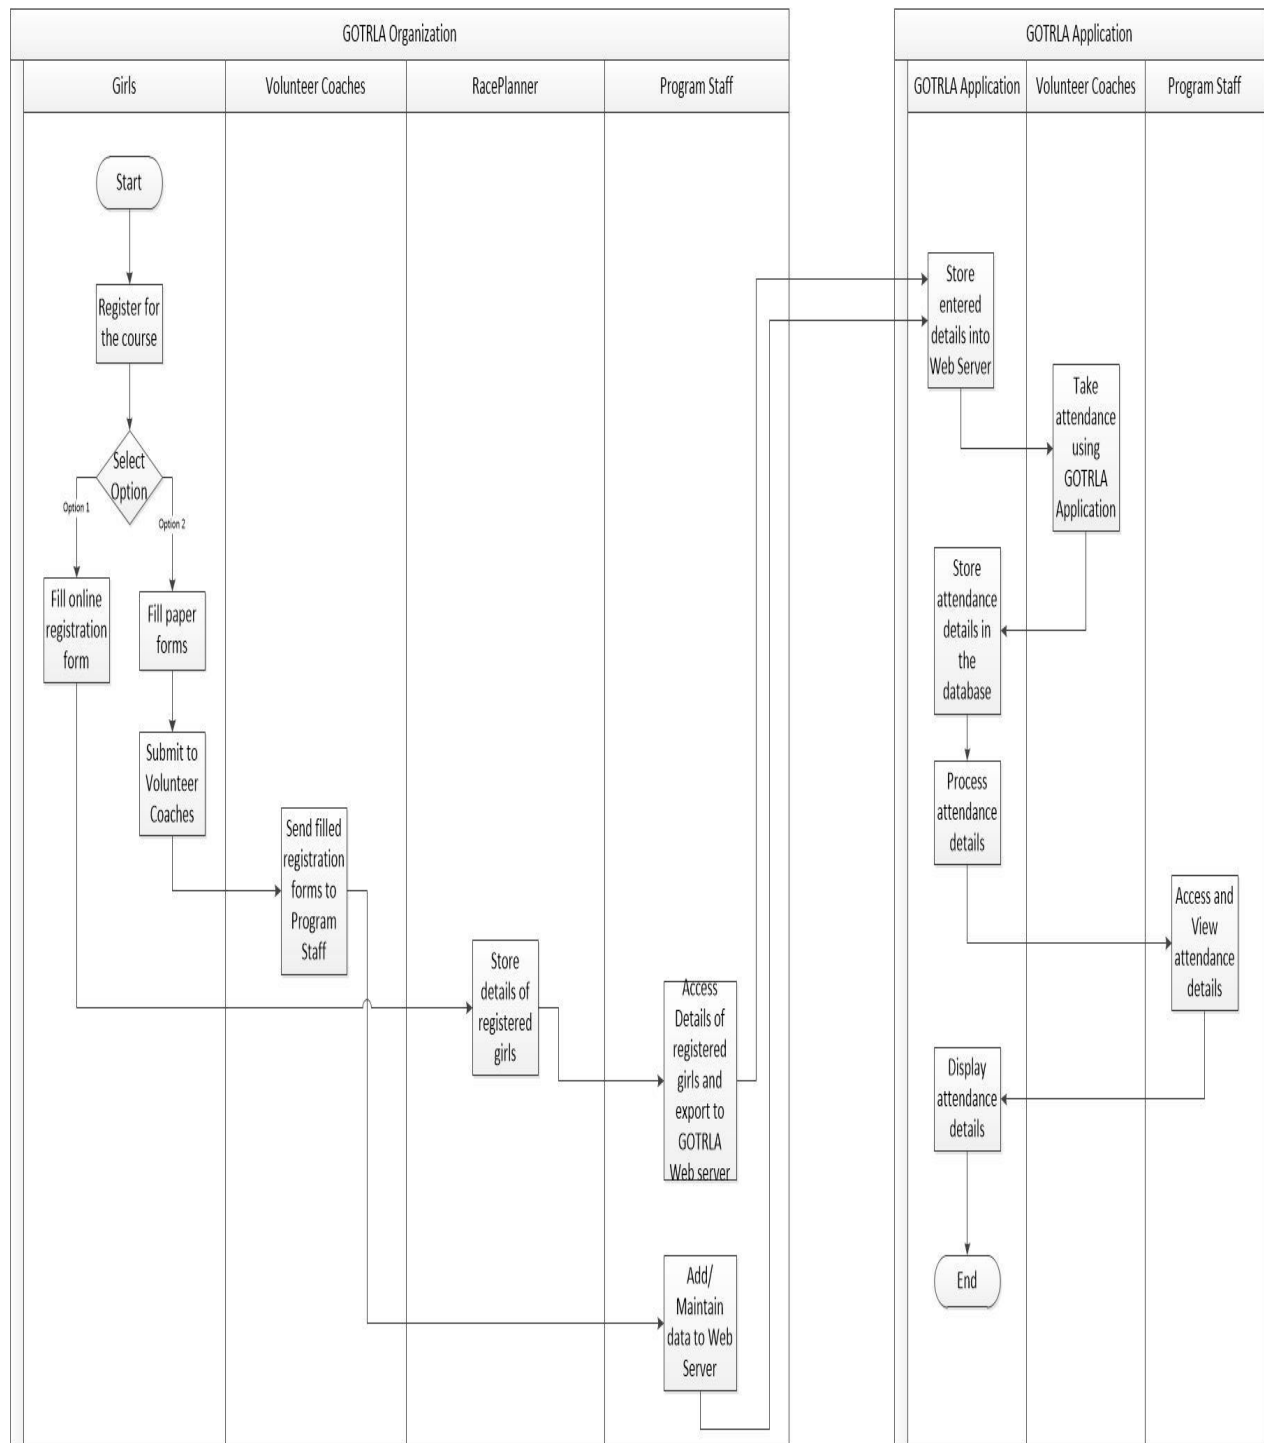 GOTRLA Organization
Girls
Volunteer Coaches
RacePlanner
Program Staff
Start
Register for
the course
Select
Option
Option 1
Option 2
Fill online
registration
form
Fill paper
forms
Submit to
Volunteer
Coaches
Send filled
registration
forms to
Program
Staff
Store
details of
registered
girls
Access
Details of
registered
girls and
export to
GOTRLA
Web server
Add/
Maintain
data to Web
Server
GOTRLA Application
GOTRLA Application
Volunteer Coaches
Program Staff
Store
entered
details into
Web Server
Take
attendance
using
GOTRLA
Application
Store
attendance
details in
the
database
Process
attendance
details
Access and
View
attendance
details
Display
attendance
details
End